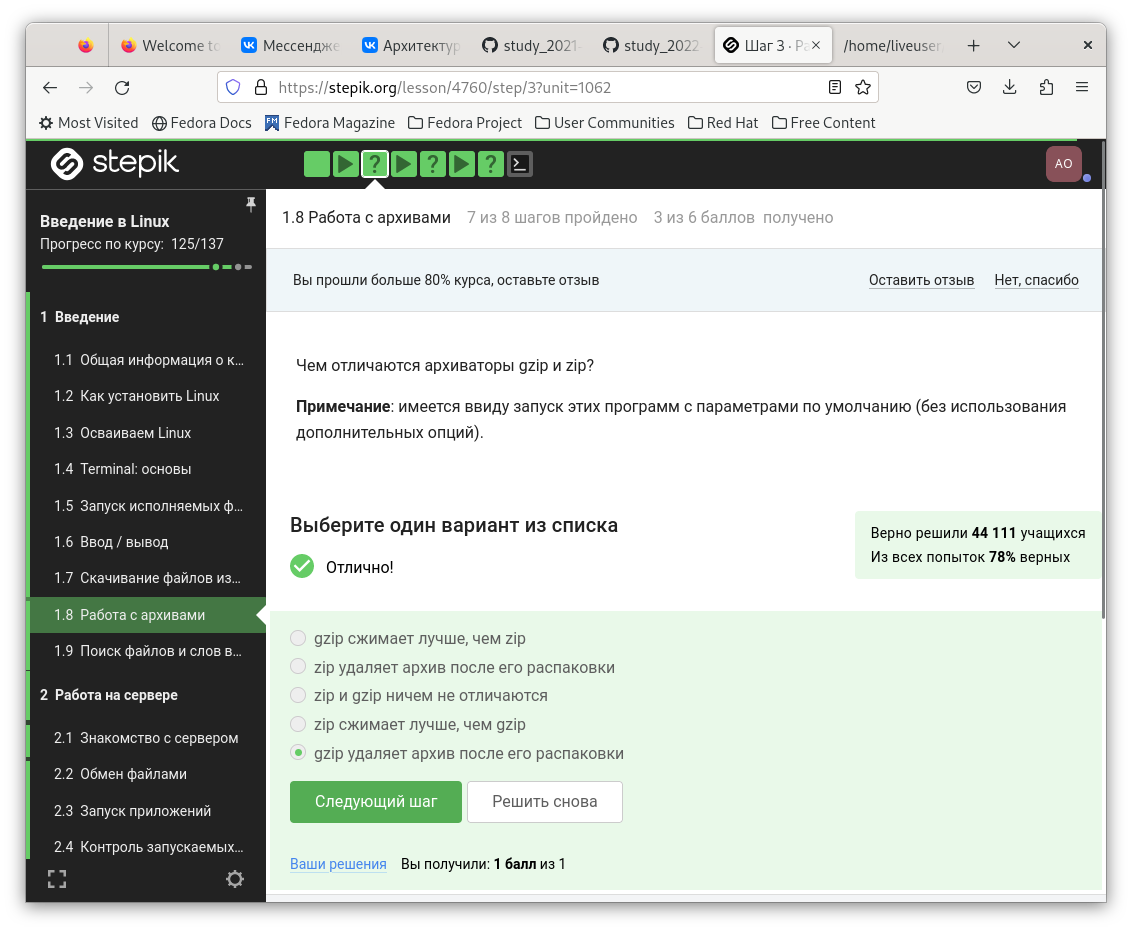 Welcome to
Мессендже
Архитектур
study_2021-
study_2022
Шаг 3 · Ра
/home/liveuser
https://stepik.org/lesson/4760/step/3?unit=1062
Most Visited
Fedora Docs
Fedora Magazine
Fedora Project
User Communities
Red Hat
Free Content
stepik
AO
Введение в Linux
Прогресс по курсу: 125/137
1 Введение
1.1 Общая информация о к…
1.2 Как установить Linux
1.3 Осваиваем Linux
1.4 Terminal: основы
1.5 Запуск исполняемых ф…
1.6 Ввод / вывод
1.7 Скачивание файлов из…
1.8 Работа с архивами
1.9 Поиск файлов и слов в…
2 Работа на сервере
2.1 Знакомство с сервером
2.2 Обмен файлами
2.3 Запуск приложений
2.4 Контроль запускаемых…
1.8 Работа с архивами 7 из 8 шагов пройдено 3 из 6 баллов получено
Вы прошли больше 80% курса, оставьте отзыв
Оставить отзыв
Нет, спасибо
Чем отличаются архиваторы gzip и zip?
Примечание: имеется ввиду запуск этих программ с параметрами по умолчанию (без использования
дополнительных опций).
Выберите один вариант из списка
Отлично!
Верно решили 44 111 учащихся
Из всех попыток 78% верных
gzip сжимает лучше, чем zip
zip удаляет архив после его распаковки
zip и gzip ничем не отличаются
zip сжимает лучше, чем gzip
gzip удаляет архив после его распаковки
Следующий шаг
Решить снова
Ваши решения
Вы получили: 1 балл из 1